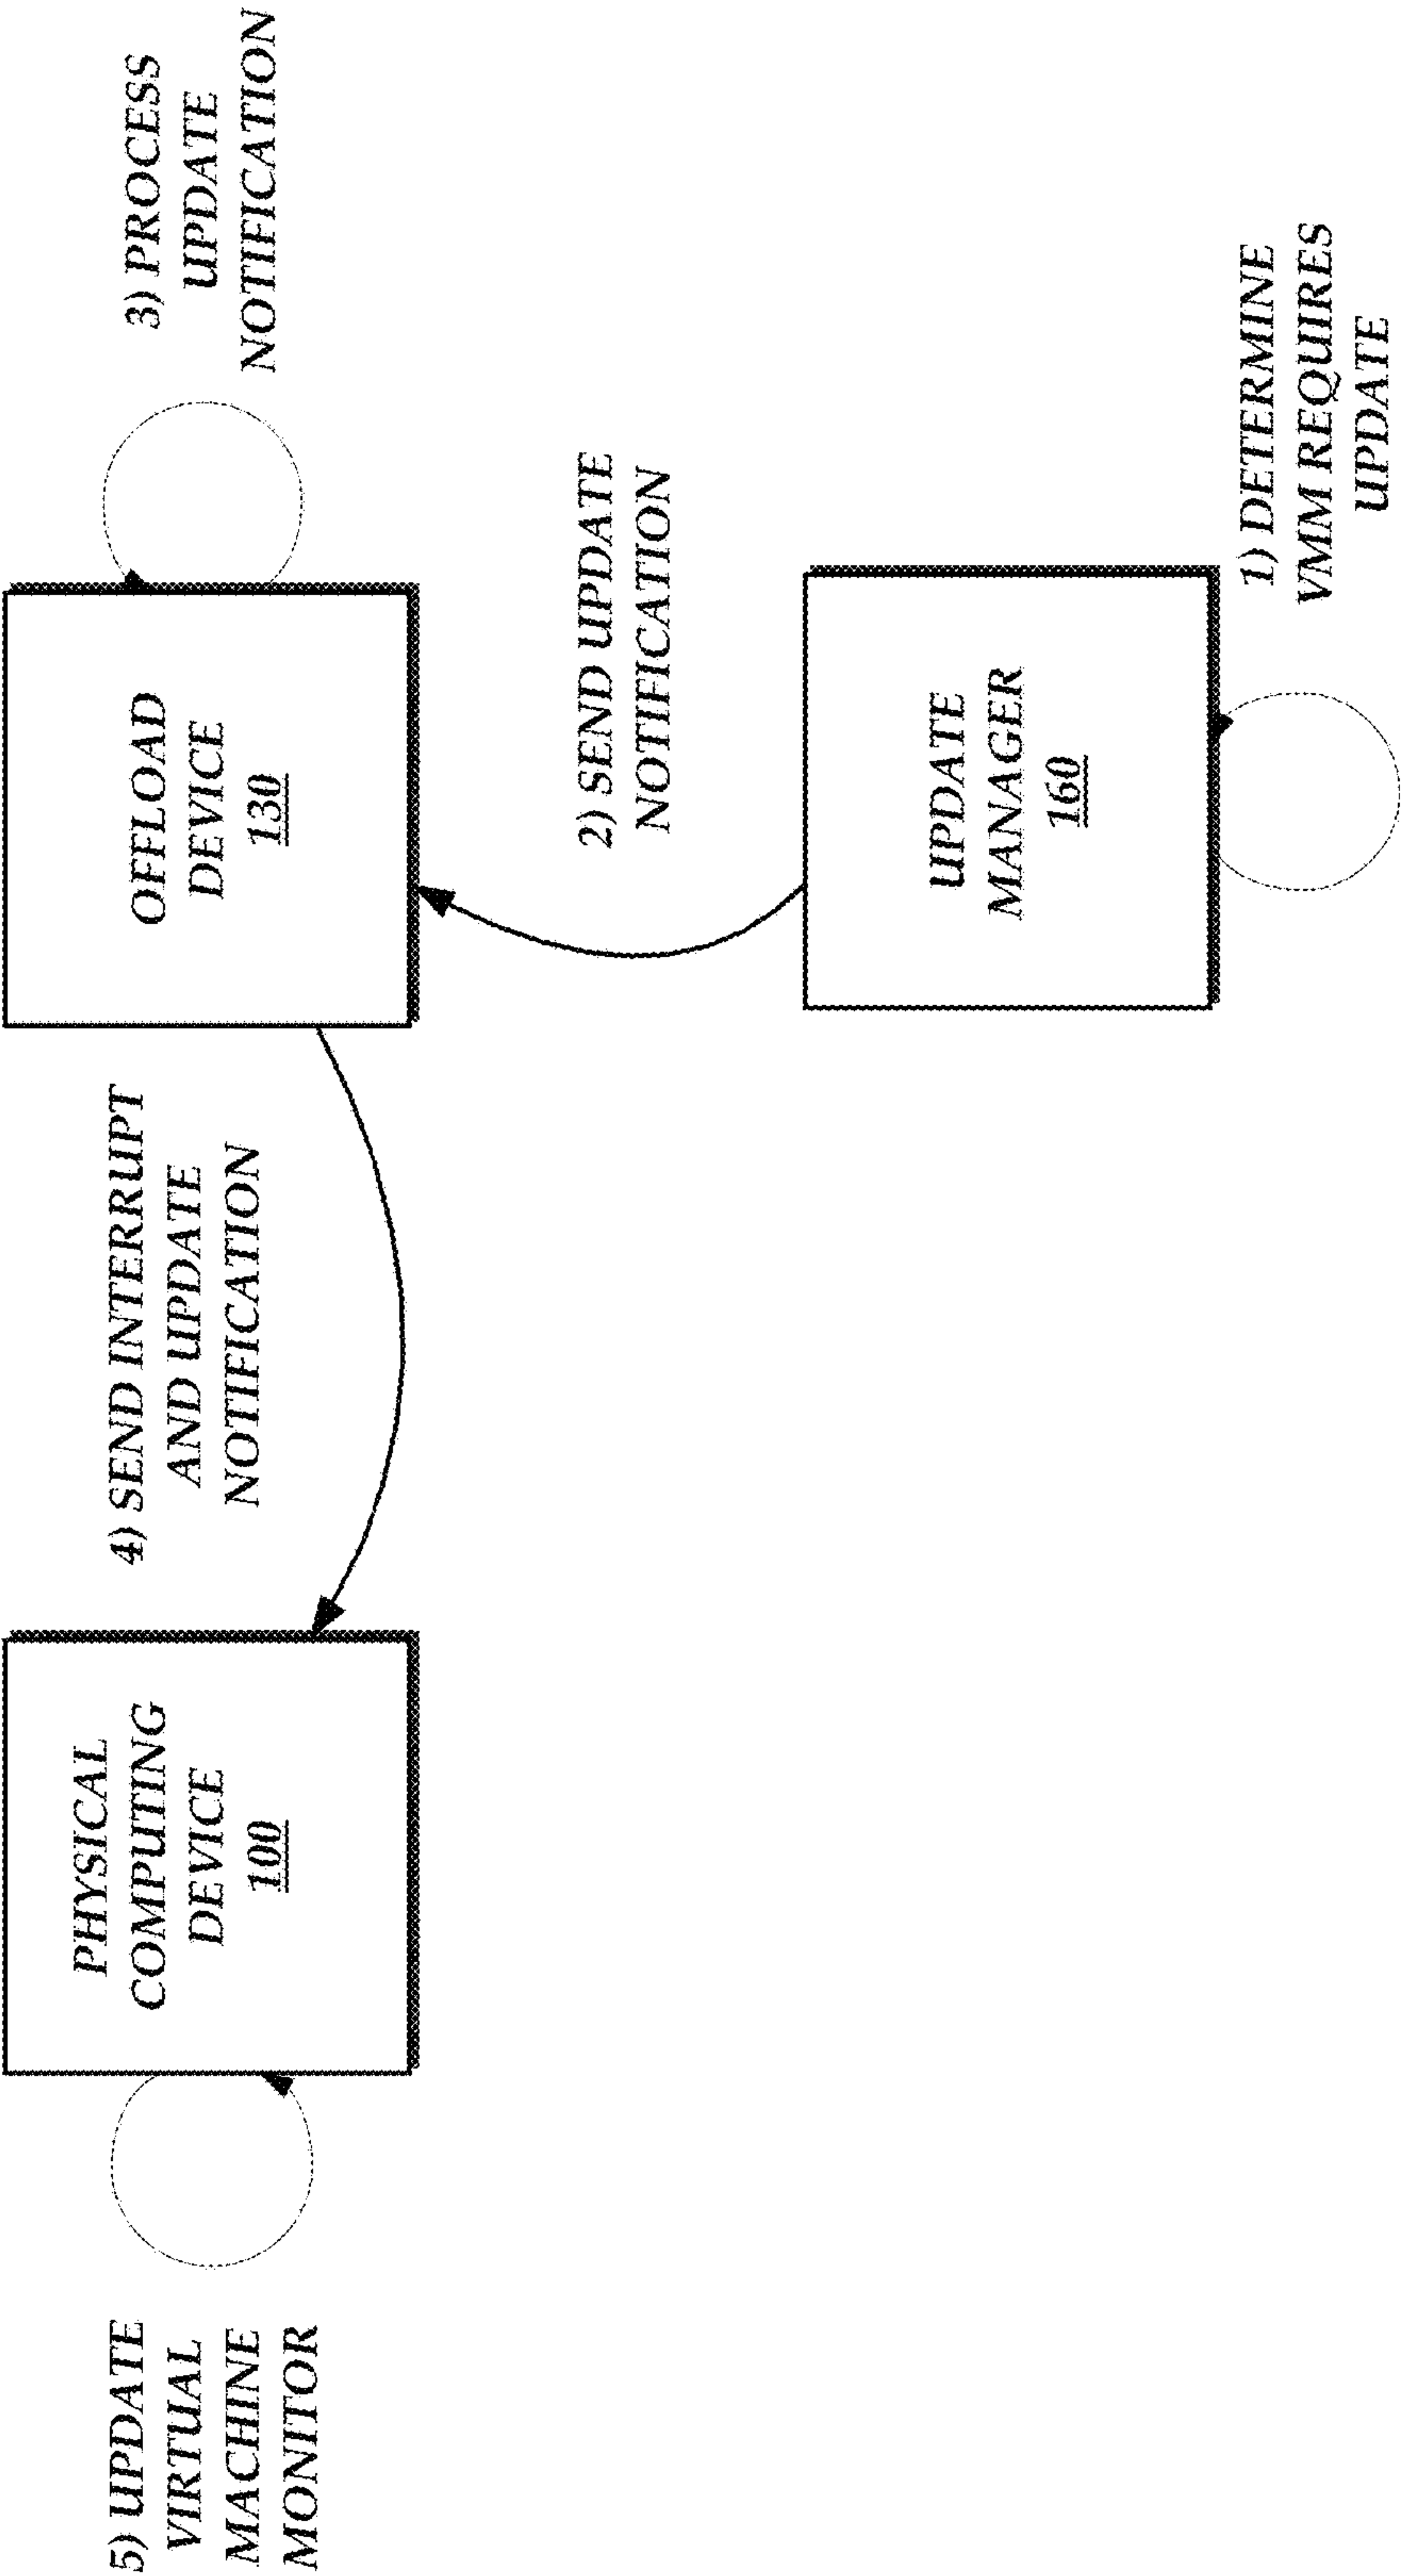 5) UPDATE
VIRTUAL
MACHINE
MONITOR
PHYSICAL
COMPUTING
DEVICE
100
4) SEND INTERRUPT
AND UPDATE
NOTIFICATION
OFFLOAD
DEVICE
130
3) PROCESS
UPDATE
NOTIFICATION
2) SEND UPDATE
NOTIFICATION
UPDATE
MANAGER
160
1) DETERMINE
VMM REQUIRES
UPDATE